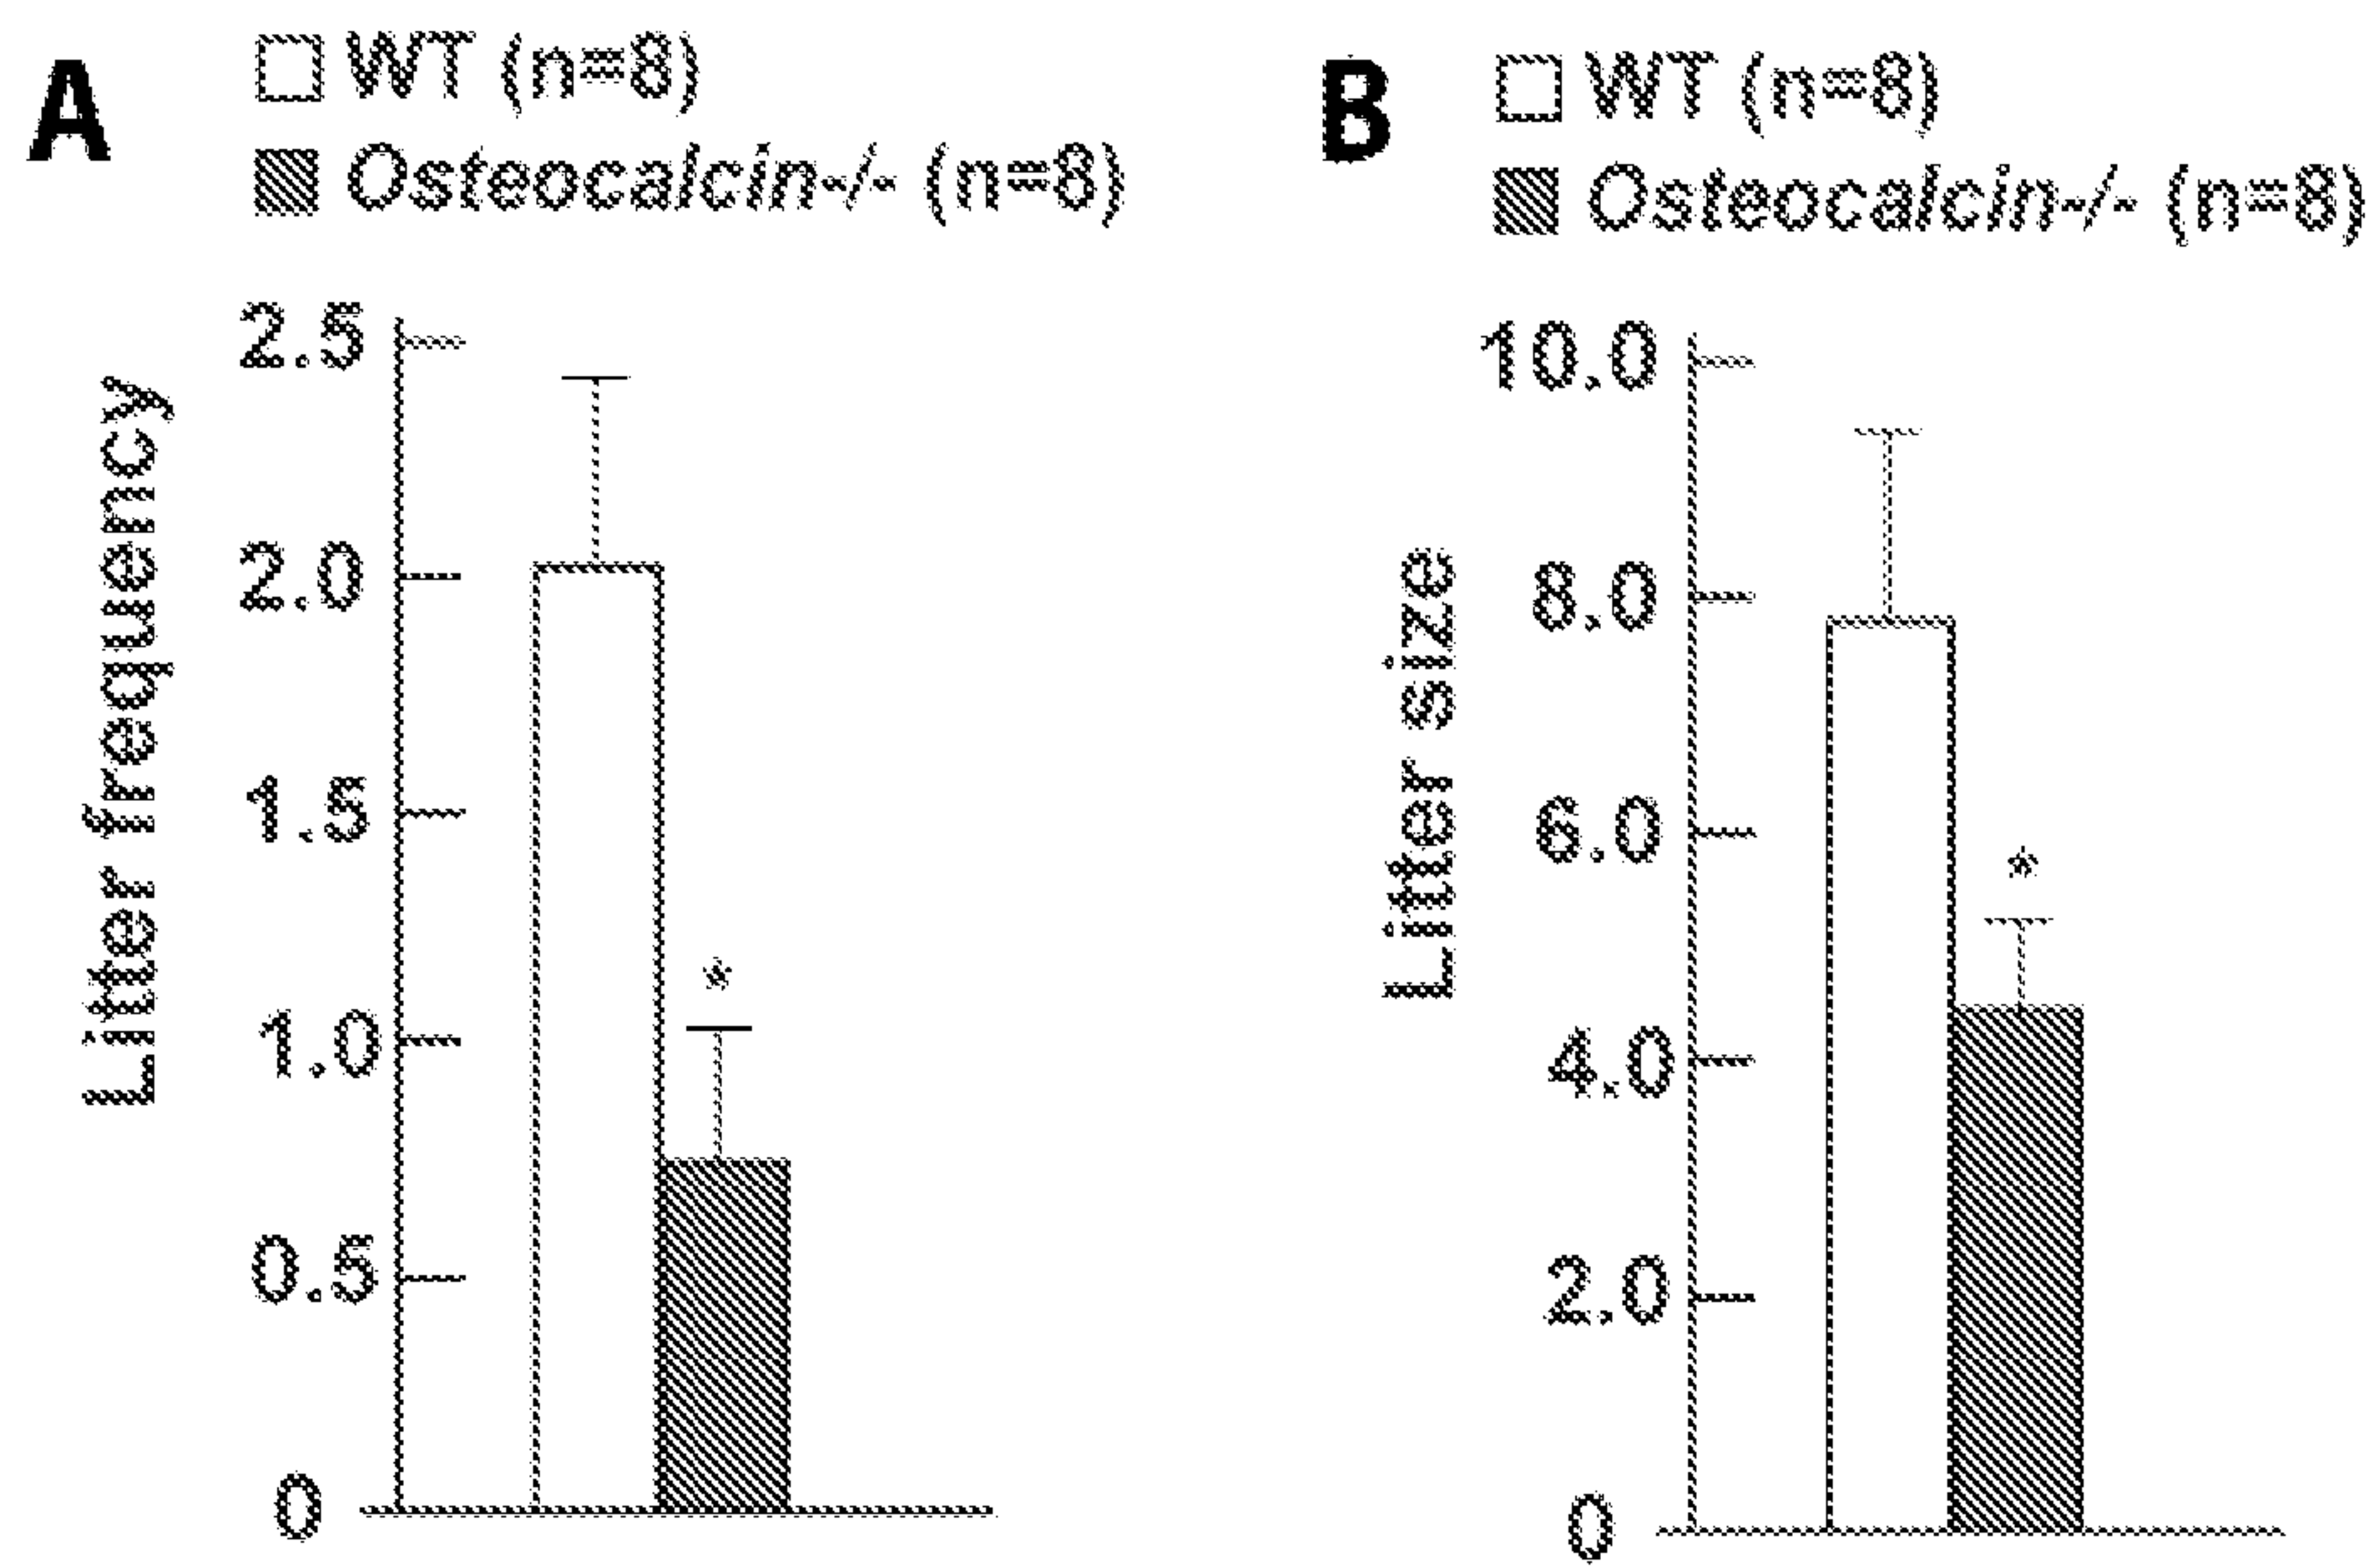 A
WT (n=8)
Osteocalcin-/- (n=8)
2.5
2.0
1.5
1.0
0.5
0
Litter frequency
*
B
WT (n=8)
Osteocalcin-/- (n=8)
10.0
8.0
6.0
4.0
2.0
0
Litter size
*